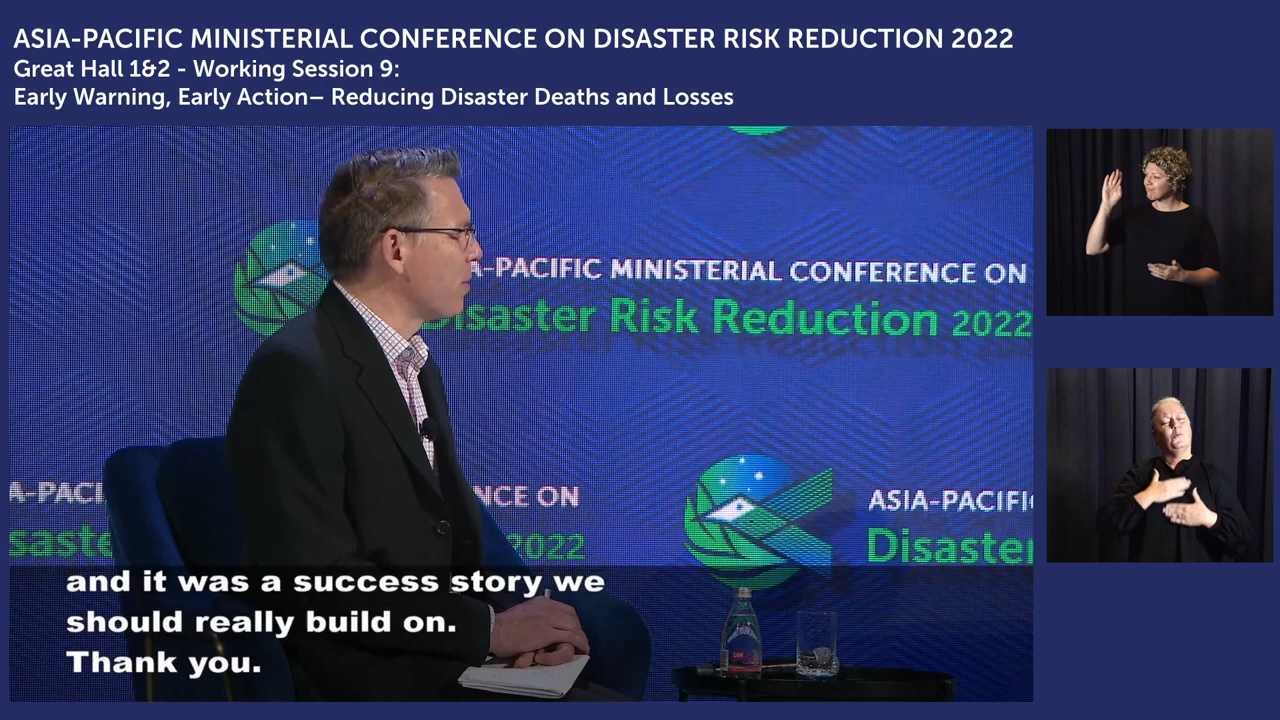 ASIA-PACIFIC MINISTERIAL CONFERENCE ON DISASTER RISK REDUCTION 2022
Great Hall 1&2 - Working Session 9:
Early Warning, Early Action– Reducing Disaster Deaths and Losses
A-PACIFIC MINISTERIAL CONFERENCE ON
Disaster Risk Reduction 2022
A-PACI NCE ON
saste 2022
ASIA-PACIFI
Disaster
and it was a success story we
should really build on.
Thank you.